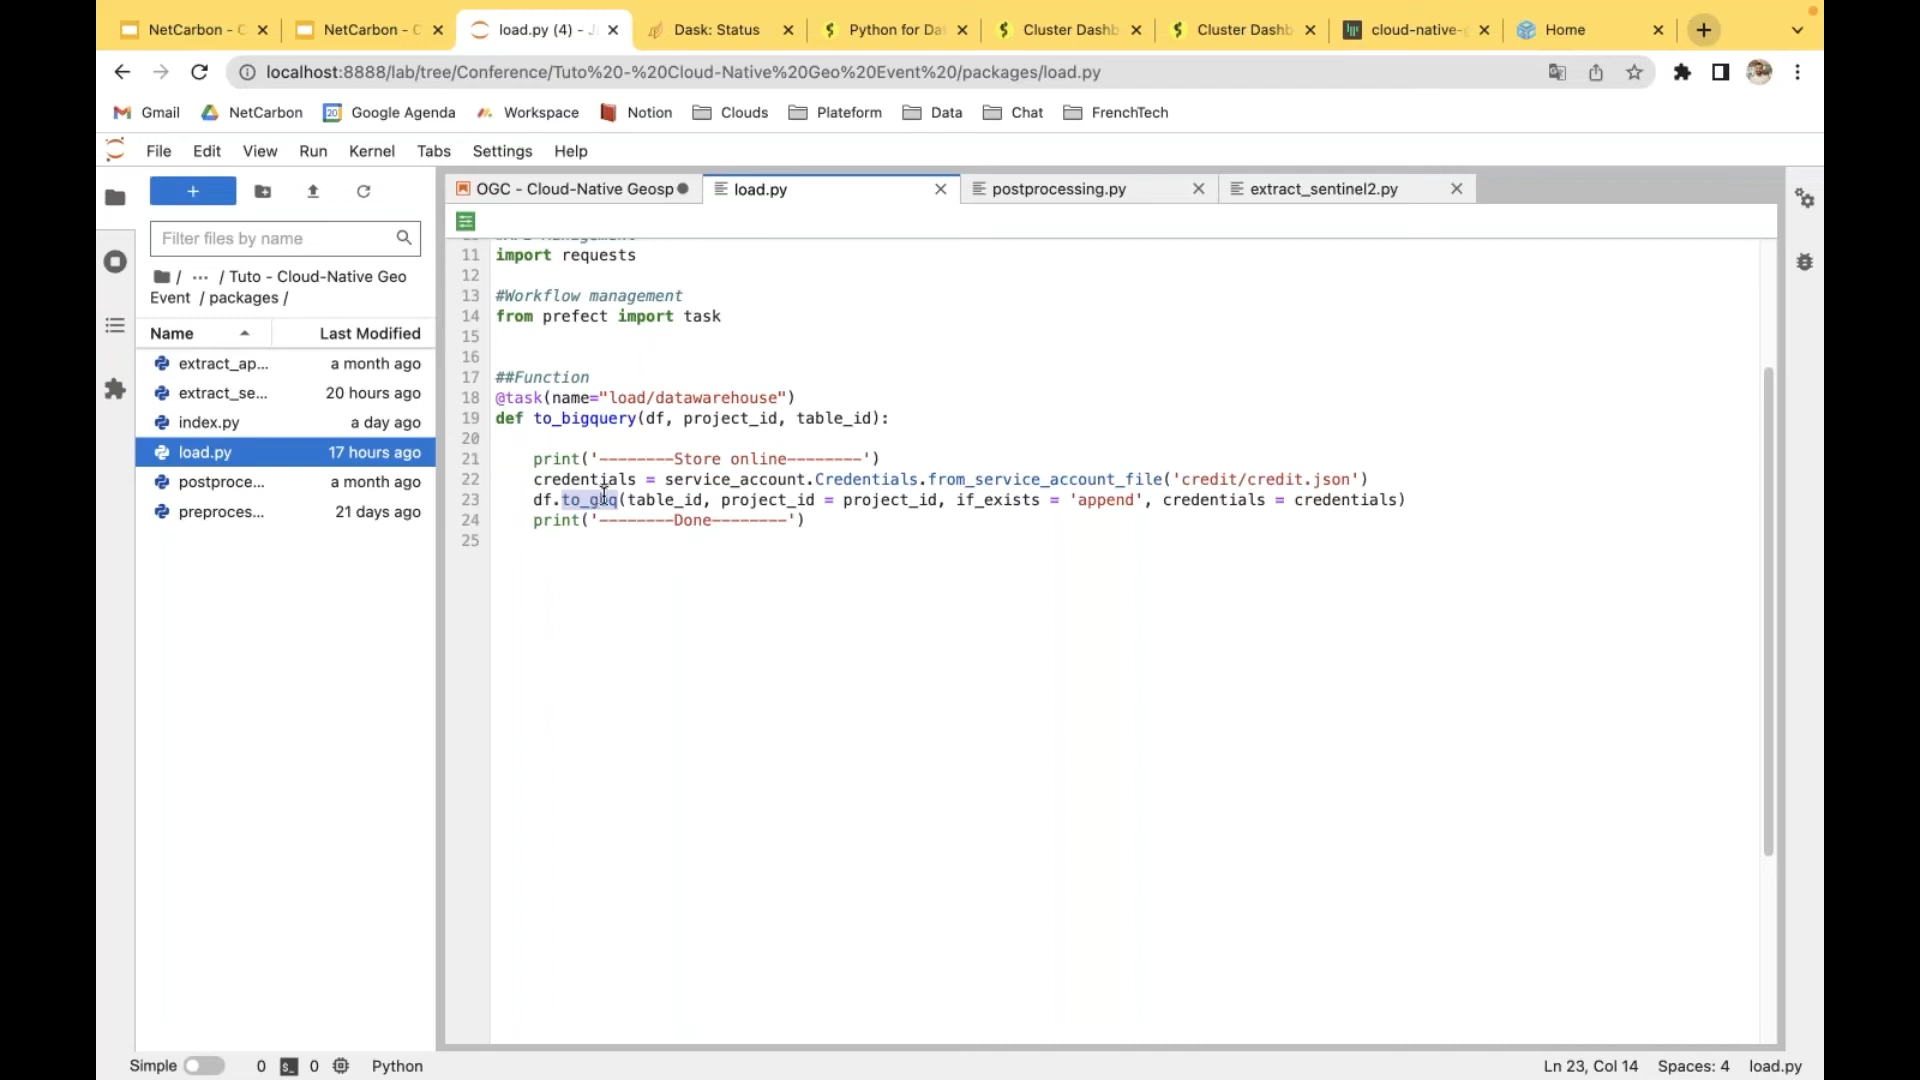 NetCarbon - C
NetCarbon - C
load.py (4) - J
Dask: Status
Python for Dat
Cluster Dashb
Cluster Dashb
cloud-native-g
Home
localhost:8888/lab/tree/Conference/Tuto%20-%20Cloud-Native%20Geo%20Event%20/packages/load.py
Gmail
NetCarbon
Google Agenda
Workspace
Notion
Clouds
Plateform
Data
Chat
FrenchTech
File
Edit
View
Run
Kernel
Tabs
Settings
Help
Filter files by name
/ ··· / Tuto - Cloud-Native Geo
Event / packages /
Name
Last Modified
extract_ap... a month ago
extract_se... 20 hours ago
index.py a day ago
load.py 17 hours ago
postproce... a month ago
preproces... 21 days ago
OGC - Cloud-Native Geosp
load.py
postprocessing.py
extract_sentinel2.py
11 import requests
12
13 #Workflow management
14 from prefect import task
15
16
17 ##Function
18 @task(name="load/datawarehouse")
19 def to_bigquery(df, project_id, table_id):
20
21 print('--------Store online--------')
22 credentials = service_account.Credentials.from_service_account_file('credit/credit.json')
23 df.to_gbq(table_id, project_id = project_id, if_exists = 'append', credentials = credentials)
24 print('--------Done--------')
25
Simple
0
0
Python
Ln 23, Col 14
Spaces: 4
load.py